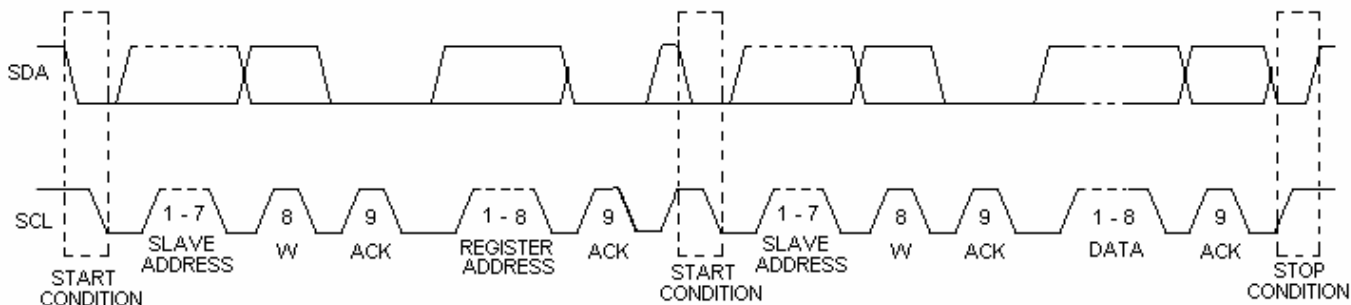 SDA
SCL
1 - 7 8 9 1 - 8 9 1 - 7 8 9 1 - 8 9
START CONDITION
SLAVE ADDRESS
W
ACK
REGISTER ADDRESS
ACK
START CONDITION
SLAVE ADDRESS
W
ACK
DATA
ACK
STOP CONDITION